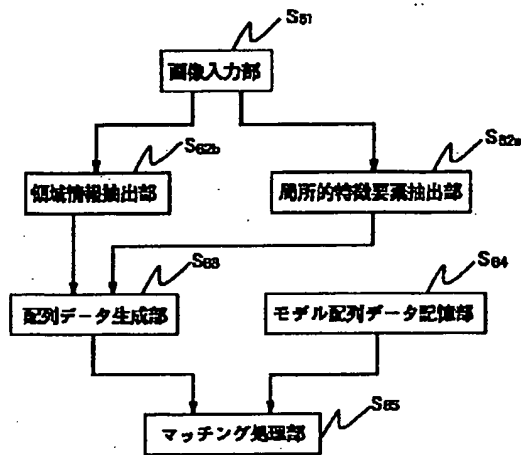 S61
画像入力部
S62b
S62a
領域情報抽出部
局所的特徴要素抽出部
S63
S64
配列データ生成部
モデル配列データ記憶部
S65
マッチング処理部